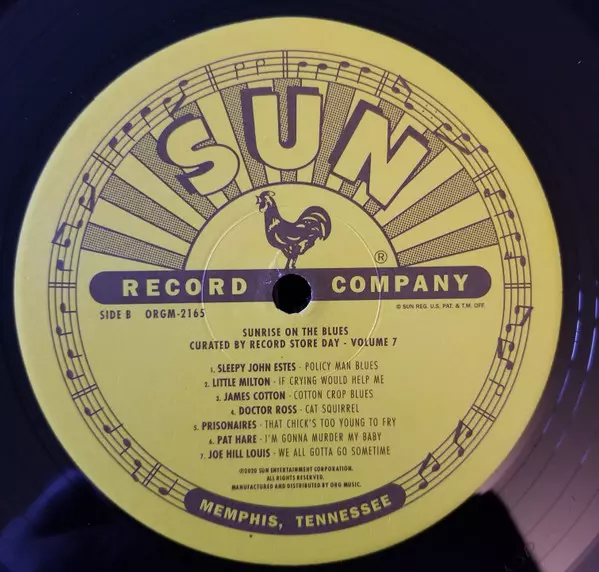 SUN
RECORD COMPANY
®
SIDE B ORGM-2165
© SUN REG. U.S. PAT. & T.M. OFF.
SUNRISE ON THE BLUES
CURATED BY RECORD STORE DAY - VOLUME 7
1. SLEEPY JOHN ESTES - POLICY MAN BLUES
2. LITTLE MILTON - IF CRYING WOULD HELP ME
3. JAMES COTTON - COTTON CROP BLUES
4. DOCTOR ROSS - CAT SQUIREL
5. PRISONAIRES - THAT CHICK'S TOO YOUNG TO FRY
6. PAT HARE - I'M GONNA MURDER MY BABY
7. JOE HILL LOUIS - WE ALL GOTTA GO SOMETIME
℗©2020 SUN ENTERTAINMENT CORPORATION.
ALL RIGHTS RESERVED.
MANUFACTURED AND DISTRIBUTED BY ORG MUSIC.
MEMPHIS, TENNESSEE